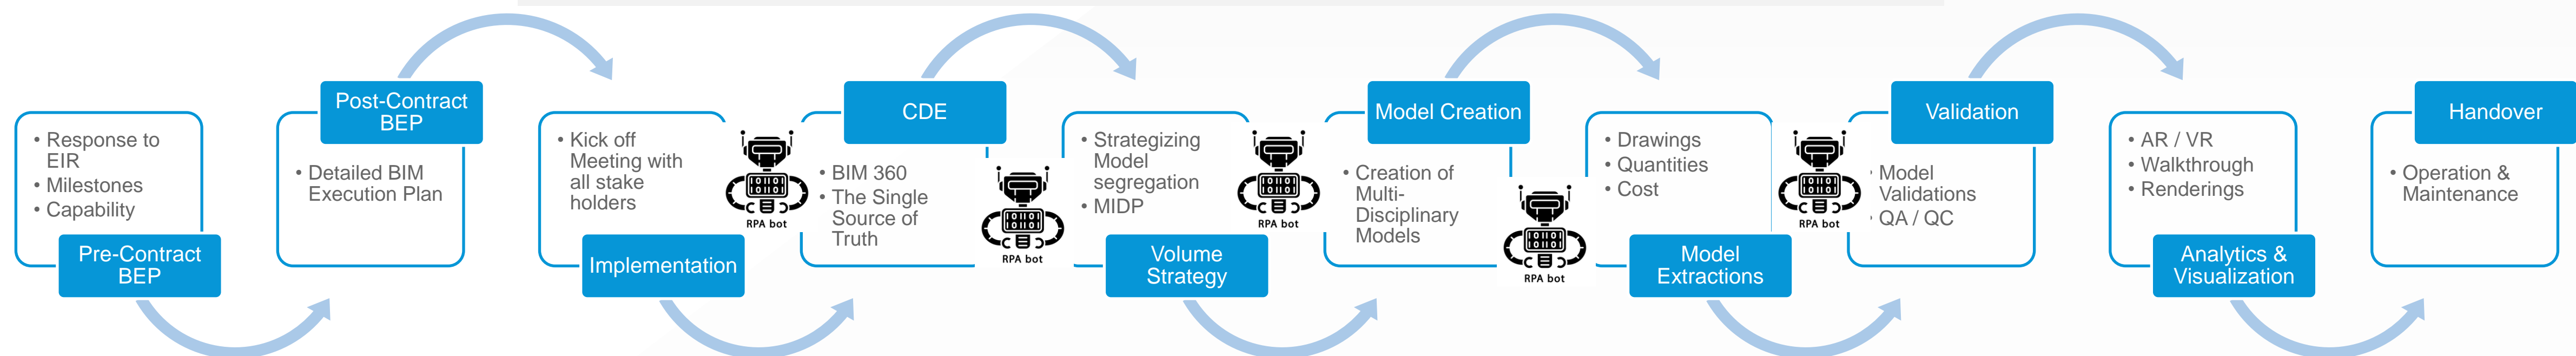 • Response to
EIR
• Milestones
• Capability
Pre-Contract
BEP
Post-Contract
BEP
• Detailed BIM
Execution Plan
• Kick off
Meeting with
all stake
holders
Implementation
RPA bot
CDE
• BIM 360
• The Single
Source of
Truth
RPA bot
• Strategizing
Model
segregation
• MIDP
Volume
Strategy
RPA bot
Model Creation
• Creation of
Multi-
Disciplinary
Models
RPA bot
• Drawings
• Quantities
• Cost
Model
Extractions
RPA bot
Validation
• Model
Validations
• QA / QC
• AR / VR
• Walkthrough
• Renderings
Analytics &
Visualization
Handover
• Operation &
Maintenance